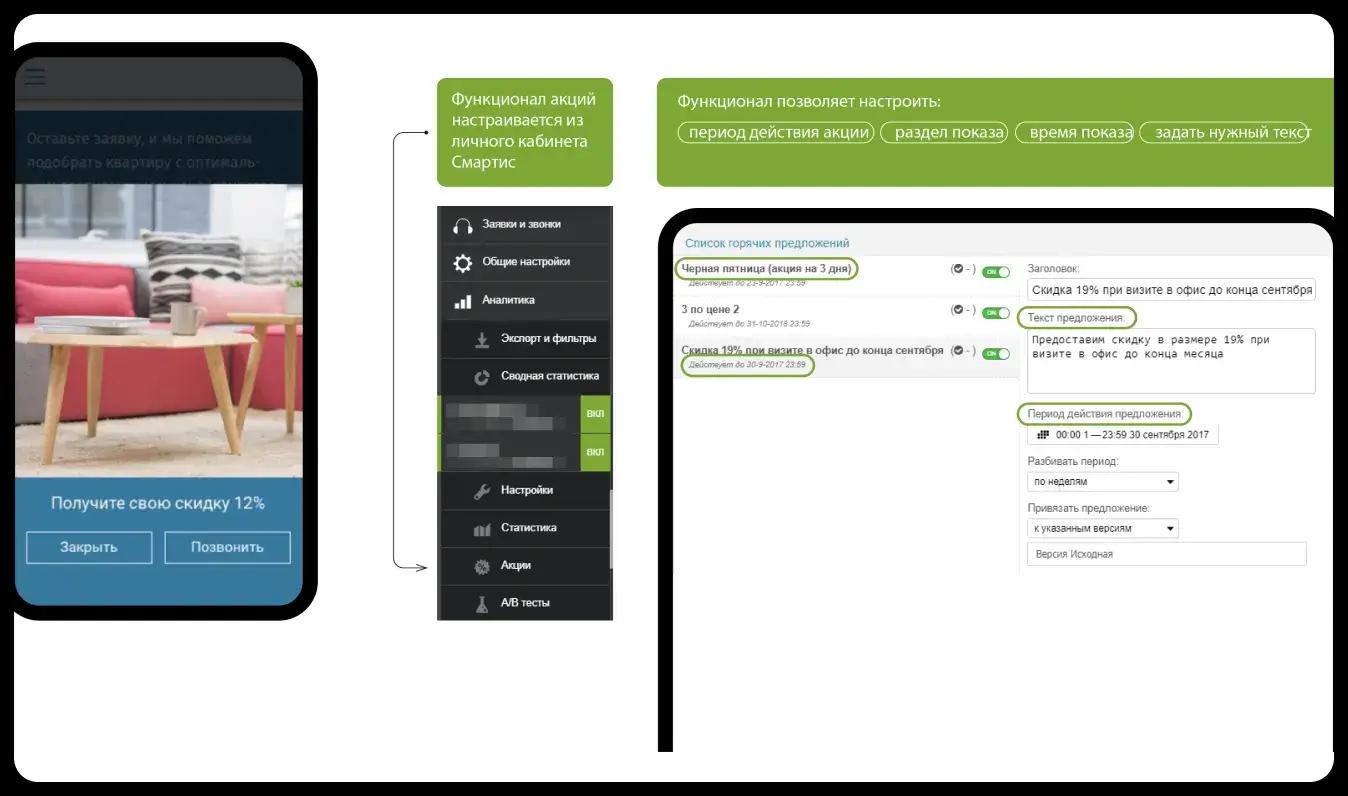 Оставьте заявку, и мы поможем
подобрать квартиру с оптималь-
Получите свою скидку 12%
Закрыть
Позвонить
Функционал акций
настраивается из
личного кабинета
Смартис
Заявки и звонки
Общие настройки
Аналитика
Экспорт и фильтры
Сводная статистика
ВКЛ
ВКЛ
Настройки
Статистика
Акции
А/В тесты
Функционал позволяет настроить:
период действия акции раздел показа время показа задать нужный текст
Список горячих предложений
Черная пятница (акция на 3 дня) ( - ) ON
Действует до 23-9-2017 23:59
3 по цене 2 ( - ) ON
Действует до 31-10-2018 23:59
Скидка 19% при визите в офис до конца сентября ( - ) ON
Действует до 30-9-2017 23:59
Заголовок:
Скидка 19% при визите в офис до конца сентября
Текст предложения:
Предоставим скидку в размере 19% при
визите в офис до конца месяца
Период действия предложения:
00:00 1 — 23:59 30 сентября 2017
Разбивать период:
по неделям
Привязать предложение:
к указанным версиям
Версия Исходная